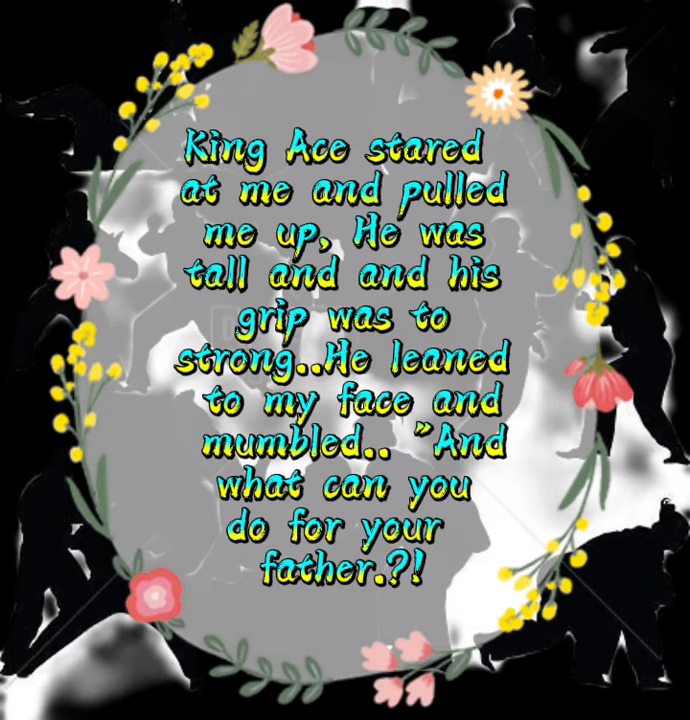 King Ace stared
at me and pulled
me up, He was
tall and and his
grip was to
strong..He leaned
to my face and
mumbled.. "And
what can you
do for your
father.?!